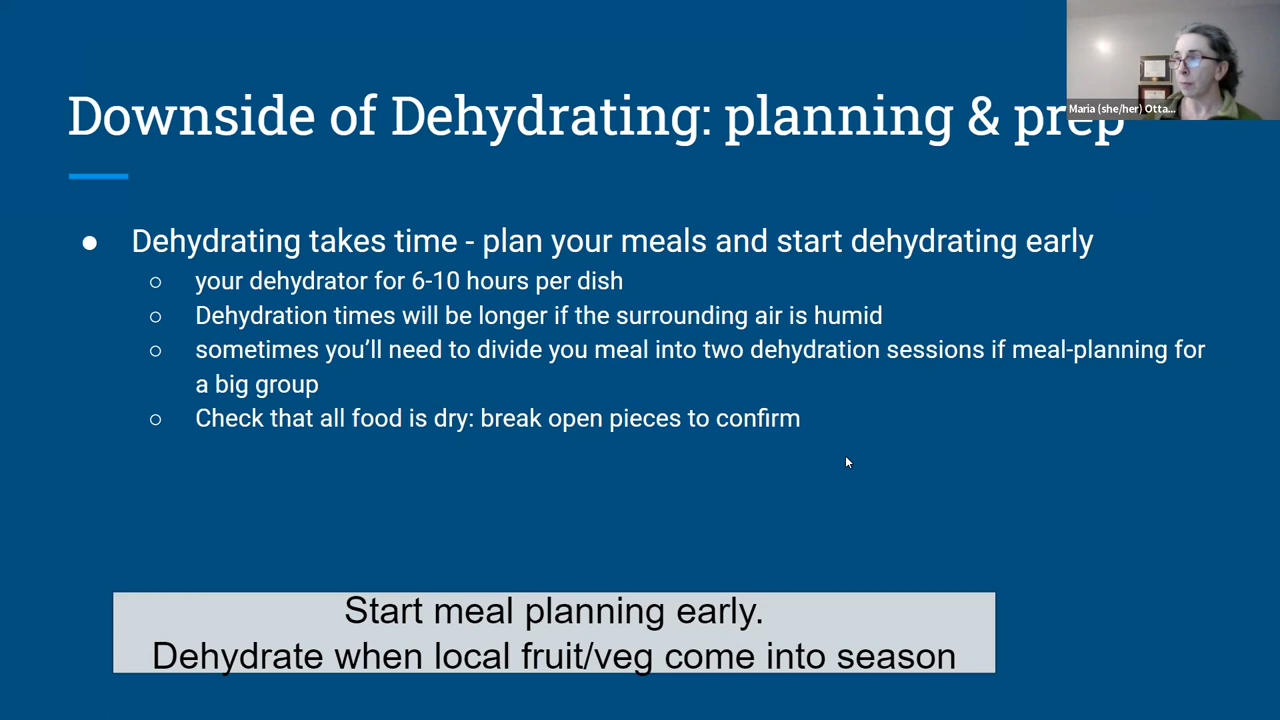 Downside of Dehydrating: planning & prep
Maria (she/her) Otta...
● Dehydrating takes time - plan your meals and start dehydrating early
○ your dehydrator for 6-10 hours per dish
○ Dehydration times will be longer if the surrounding air is humid
○ sometimes you’ll need to divide you meal into two dehydration sessions if meal-planning for
a big group
○ Check that all food is dry: break open pieces to confirm
Start meal planning early.
Dehydrate when local fruit/veg come into season